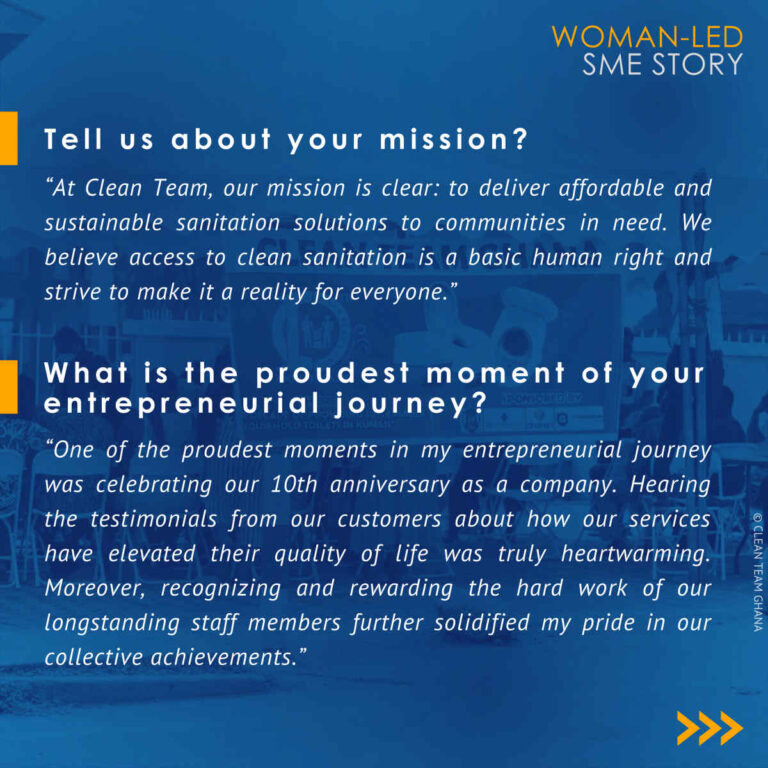 WOMAN-LED
SME STORY
Tell us about your mission?
“At Clean Team, our mission is clear: to deliver affordable and
sustainable sanitation solutions to communities in need. We
believe access to clean sanitation is a basic human right and
strive to make it a reality for everyone.”
CLEAN TEAM GHANA
What is the proudest moment of your
entrepreneurial journey?
“One of the proudest moments in my entrepreneurial journey
was celebrating our 10th anniversary as a company. Hearing
the testimonials from our customers about how our services
have elevated their quality of life was truly heartwarming.
Moreover, recognizing and rewarding the hard work of our
longstanding staff members further solidified my pride in our
collective achievements.”
© CLEAN TEAM GHANA